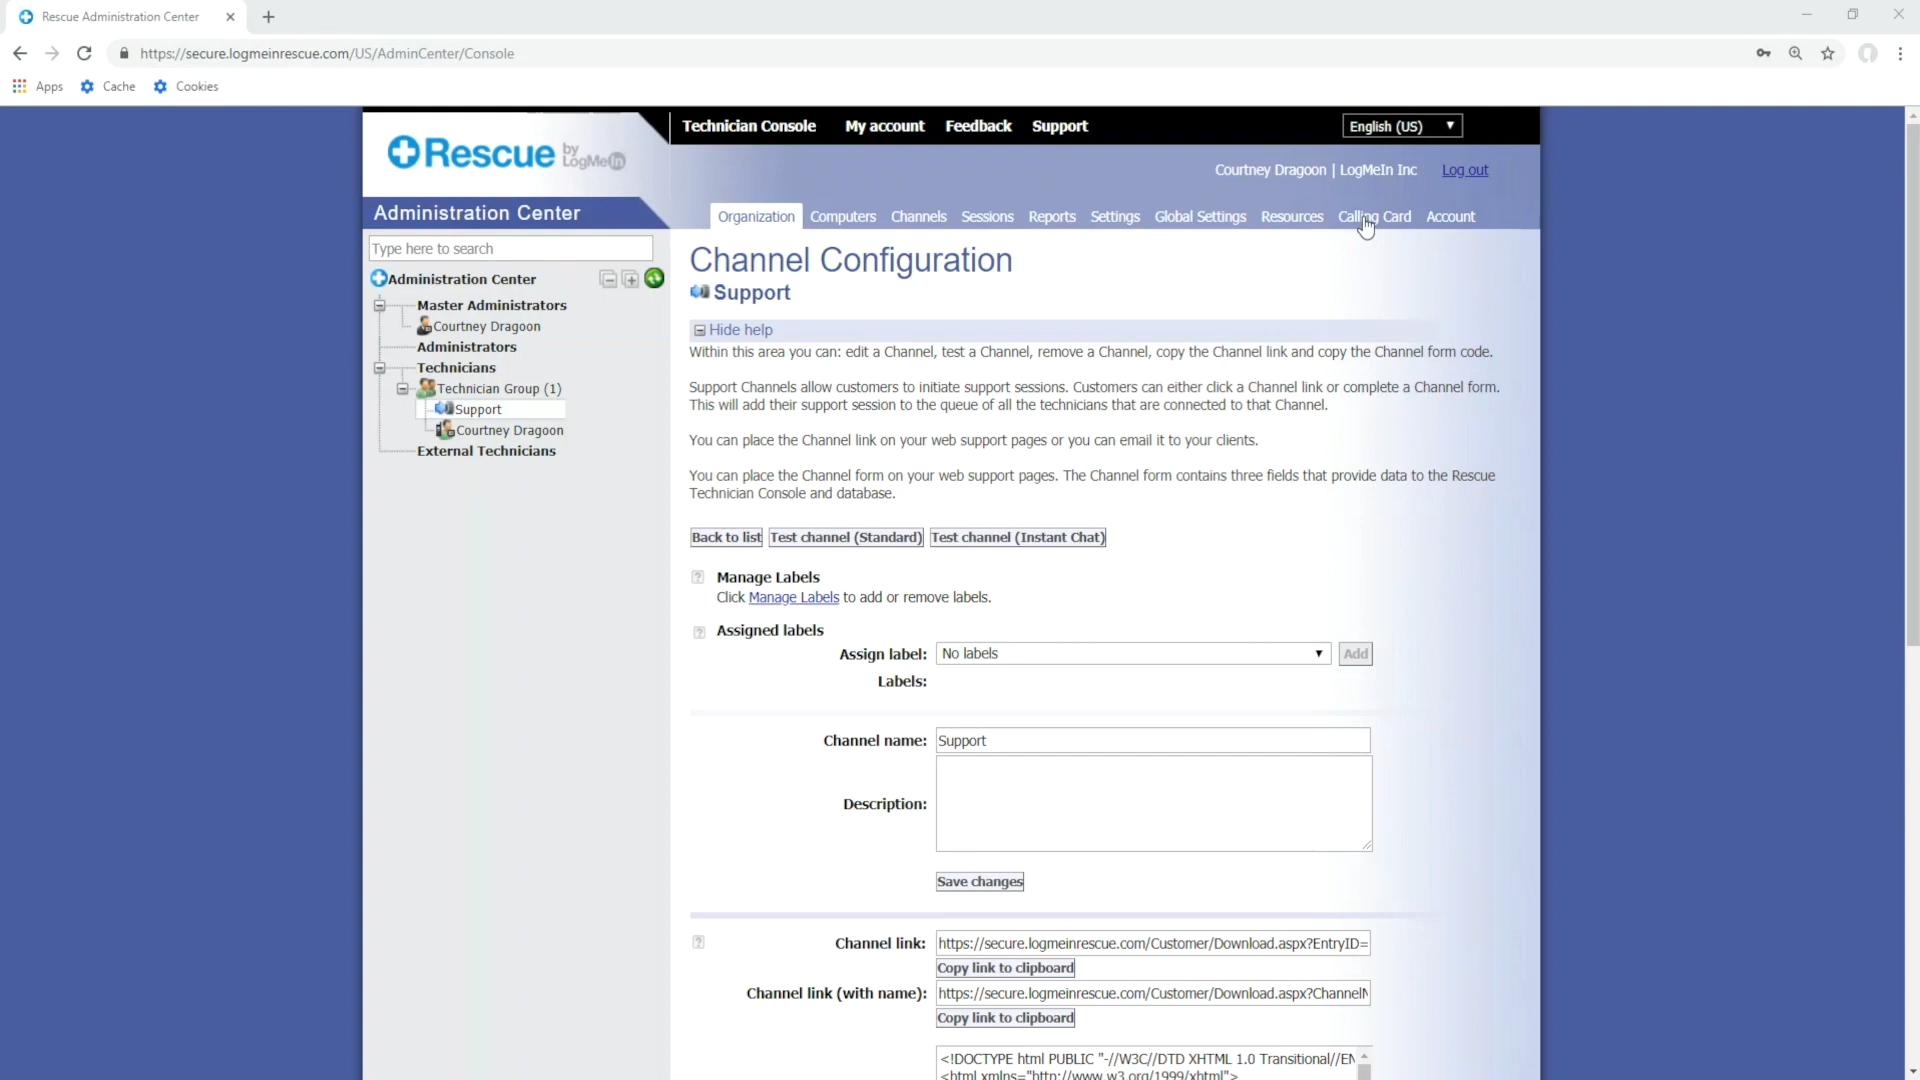 Rescue Administration Center
https://secure.logmeinrescue.com/US/AdminCenter/Console
Apps Cache Cookies
Rescue by LogMeIn
Technician Console My account Feedback Support English (US)
Courtney Dragoon | LogMeIn Inc Log out
Administration Center
Organization Computers Channels Sessions Reports Settings Global Settings Resources Calling Card Account
Type here to search
Administration Center
Master Administrators
Courtney Dragoon
Administrators
Technicians
Technician Group (1)
Support
Courtney Dragoon
External Technicians
Channel Configuration
Support
Hide help
Within this area you can: edit a Channel, test a Channel, remove a Channel, copy the Channel link and copy the Channel form code.
Support Channels allow customers to initiate support sessions. Customers can either click a Channel link or complete a Channel form.
This will add their support session to the queue of all the technicians that are connected to that Channel.
You can place the Channel link on your web support pages or you can email it to your clients.
You can place the Channel form on your web support pages. The Channel form contains three fields that provide data to the Rescue
Technician Console and database.
Back to list Test channel (Standard) Test channel (Instant Chat)
? Manage Labels
Click Manage Labels to add or remove labels.
? Assigned labels
Assign label: No labels Add
Labels:
Channel name: Support
Description:
Save changes
? Channel link: https://secure.logmeinrescue.com/Customer/Download.aspx?EntryID=
Copy link to clipboard
Channel link (with name): https://secure.logmeinrescue.com/Customer/Download.aspx?ChannelN
Copy link to clipboard
<!DOCTYPE html PUBLIC "-//W3C//DTD XHTML 1.0 Transitional//EN
<html xmlns="http://www.w3.org/1999/xhtml">